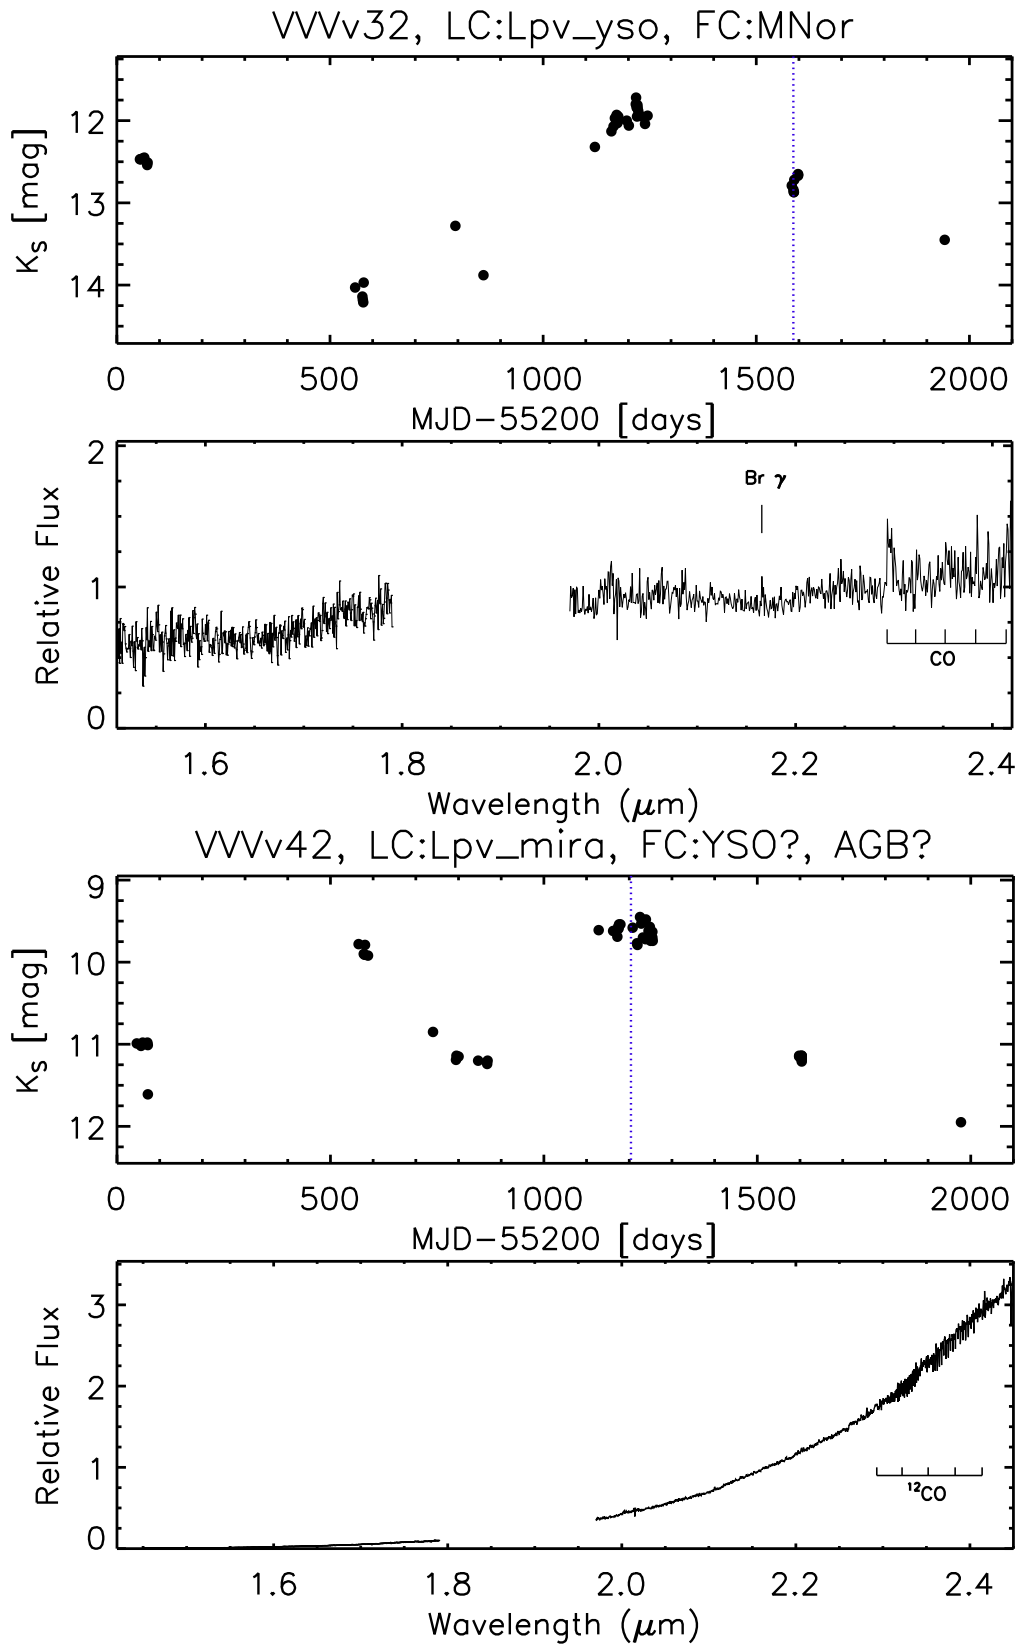 VVVv32, LC:Lpv_yso, FC:MNor
12
13
14
K_S [mag]
0 500 1000 1500 2000
MJD-55200 [days]
2
1
0
Relative Flux
Br γ
CO
1.6 1.8 2.0 2.2 2.4
Wavelength (μm)
VVVv42, LC:Lpv_mira, FC:YSO?, AGB?
9
10
11
12
K_S [mag]
0 500 1000 1500 2000
MJD-55200 [days]
3
2
1
0
Relative Flux
¹²CO
1.6 1.8 2.0 2.2 2.4
Wavelength (μm)